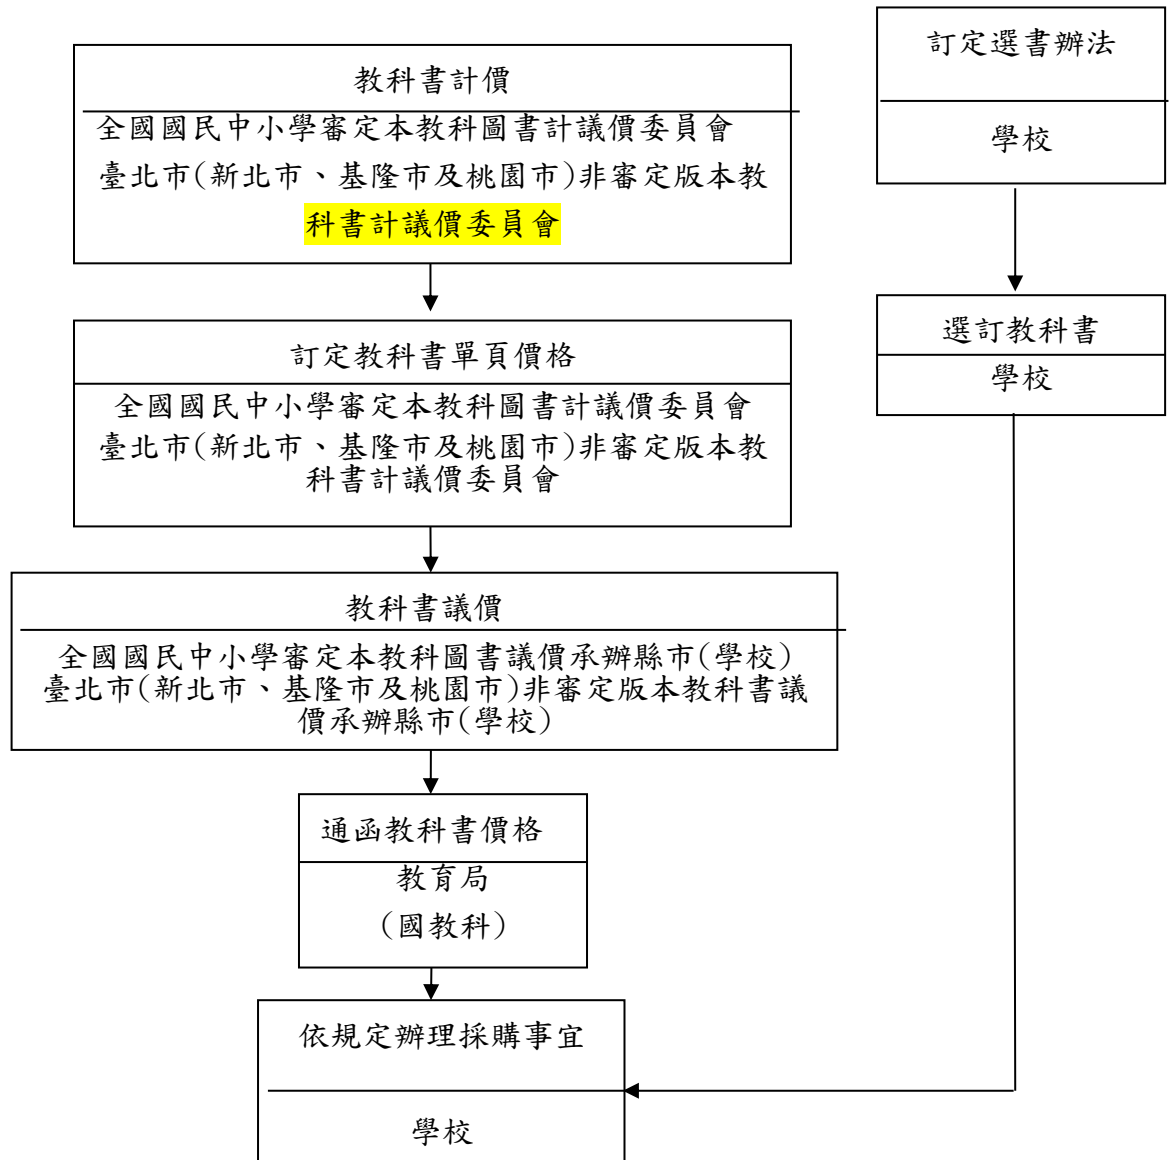 教科書計價
全國國民中小學審定本教科圖書計議價委員會
臺北市(新北市、基隆市及桃園市)非審定版本教
科書計議價委員會
訂定教科書單頁價格
全國國民中小學審定本教科圖書計議價委員會
臺北市(新北市、基隆市及桃園市)非審定版本教
科書計議價委員會
教科書議價
全國國民中小學審定本教科圖書議價承辦縣市(學校)
臺北市(新北市、基隆市及桃園市)非審定版本教科書議
價承辦縣市(學校)
通函教科書價格
教育局
(國教科)
依規定辦理採購事宜
學校
訂定選書辦法
學校
選訂教科書
學校